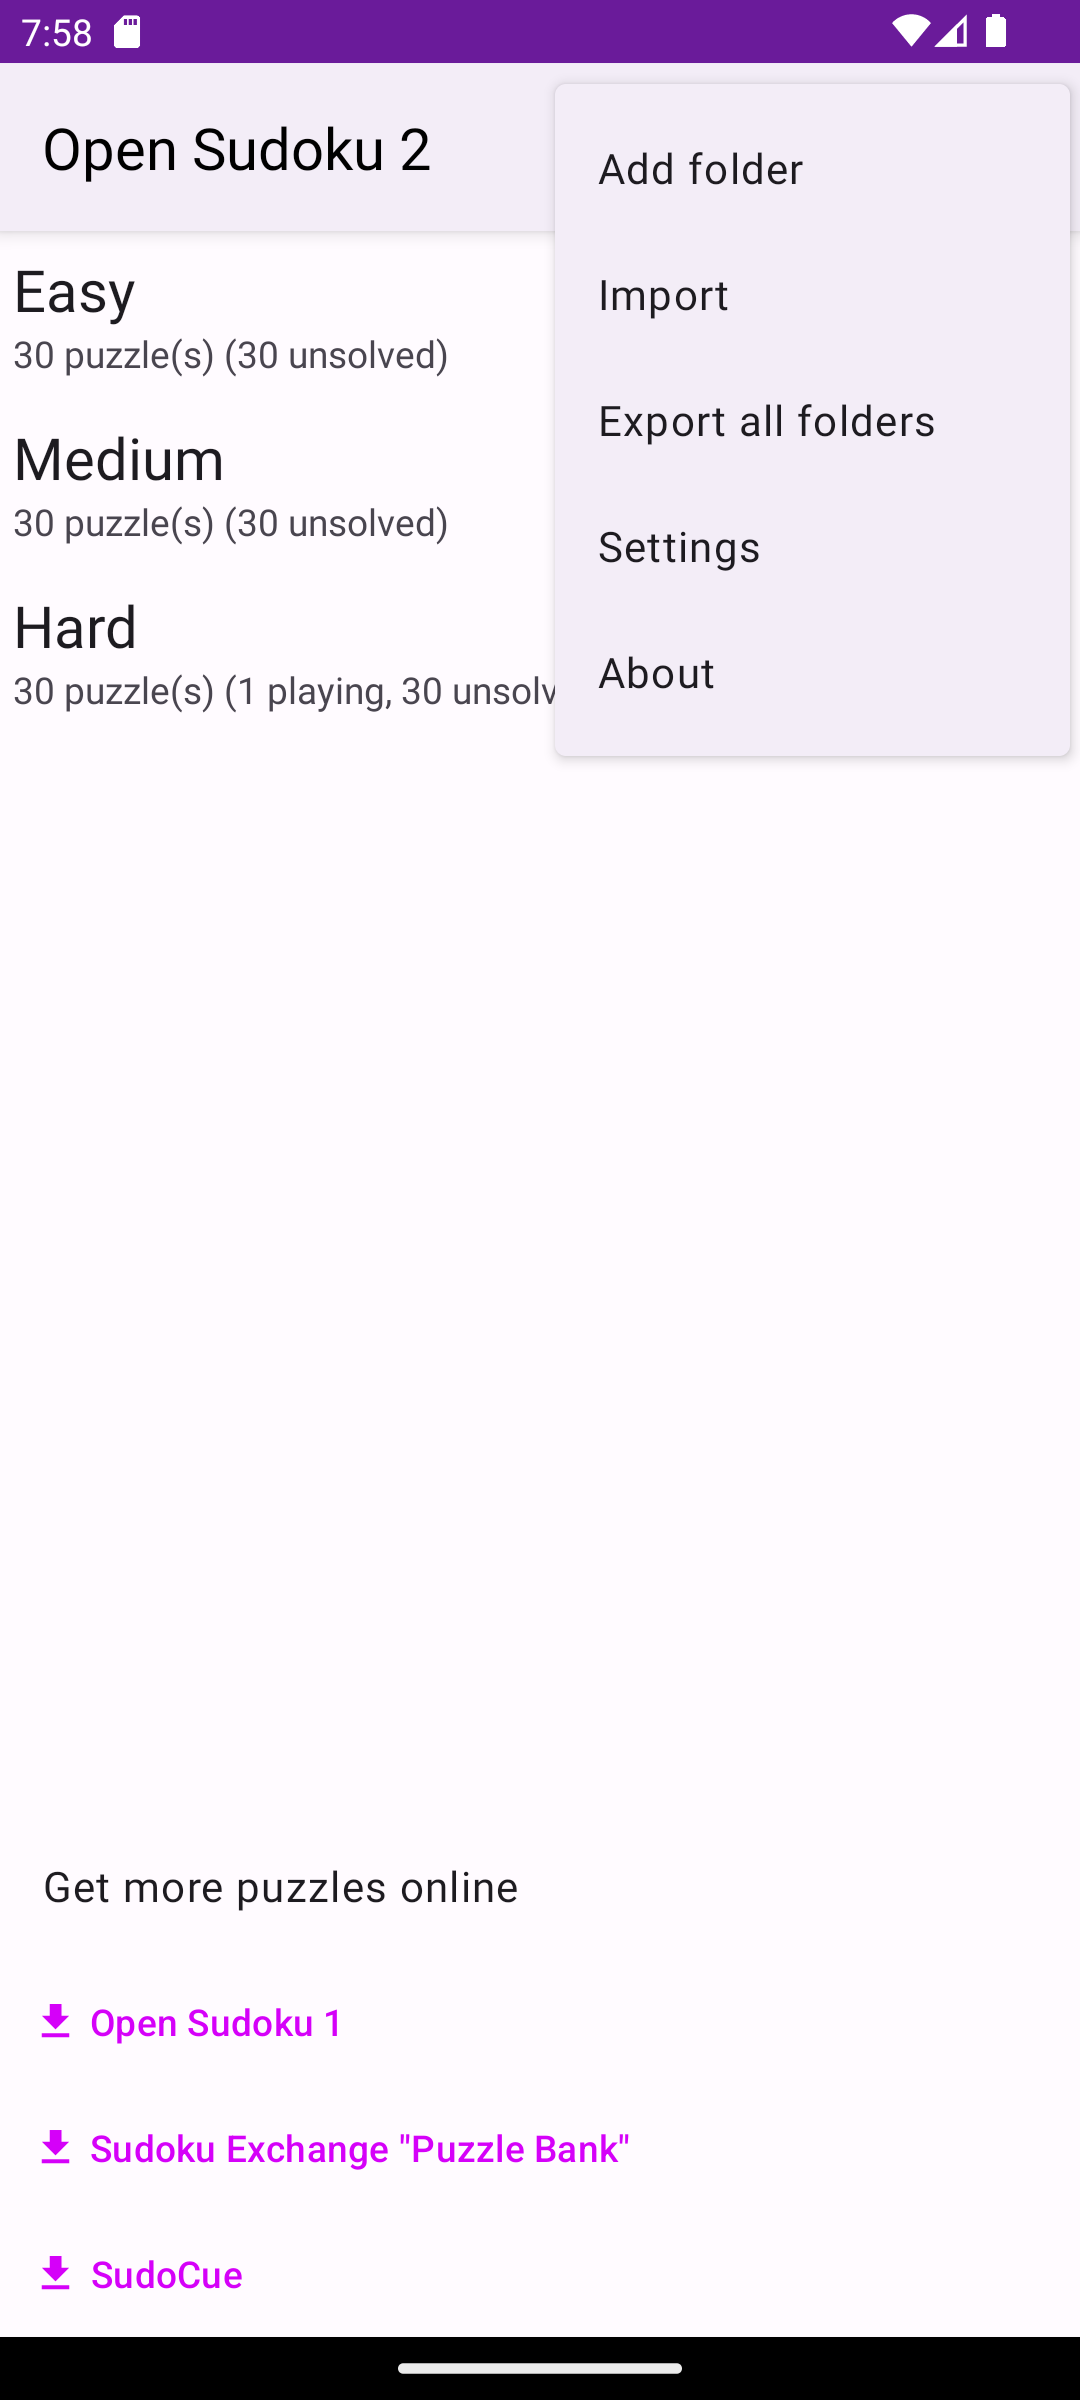 7:58
Open Sudoku 2
Add folder
Import
Export all folders
Settings
About
Easy
30 puzzle(s) (30 unsolved)
Medium
30 puzzle(s) (30 unsolved)
Hard
30 puzzle(s) (1 playing, 30 unsolv
Get more puzzles online
Open Sudoku 1
Sudoku Exchange "Puzzle Bank"
SudoCue